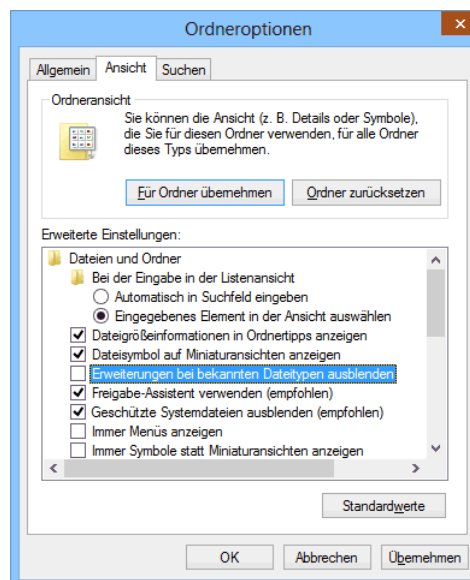 Ordneroptionen
Allgemein Ansicht Suchen
Ordneransicht
Sie können die Ansicht (z. B. Details oder Symbole),
die Sie für diesen Ordner verwenden, für alle Ordner
dieses Typs übernehmen.
Für Ordner übernehmen Ordner zurücksetzen
Erweiterte Einstellungen:
Dateien und Ordner
Bei der Eingabe in der Listenansicht
Automatisch in Suchfeld eingeben
Eingegebenes Element in der Ansicht auswählen
Dateigrößeinformationen in Ordnertipps anzeigen
Dateisymbol auf Miniaturansichten anzeigen
Erweiterungen bei bekannten Dateitypen ausblenden
Freigabe-Assistent verwenden (empfohlen)
Geschützte Systemdateien ausblenden (empfohlen)
Immer Menüs anzeigen
Immer Symbole statt Miniaturansichten anzeigen
Standardwerte
OK Abbrechen Übernehmen